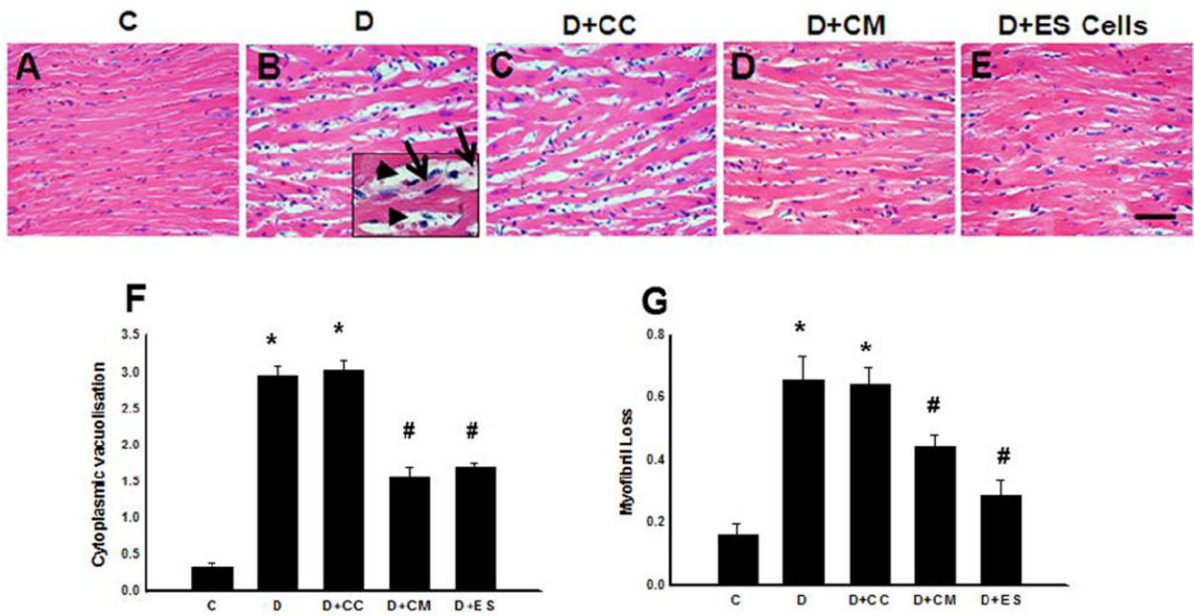 C D D+CC D+CM D+ES Cells
A B C D E
F
Cytoplasmic vacuolisation
3.5
3.0
2.5
2.0
1.5
1.0
0.5
0.0
* * # #
C D D+CC D+CM D+ES
G
Myofibril Loss
0.8
0.6
0.4
0.2
0.0
* * # #
C D D+CC D+CM D+ES